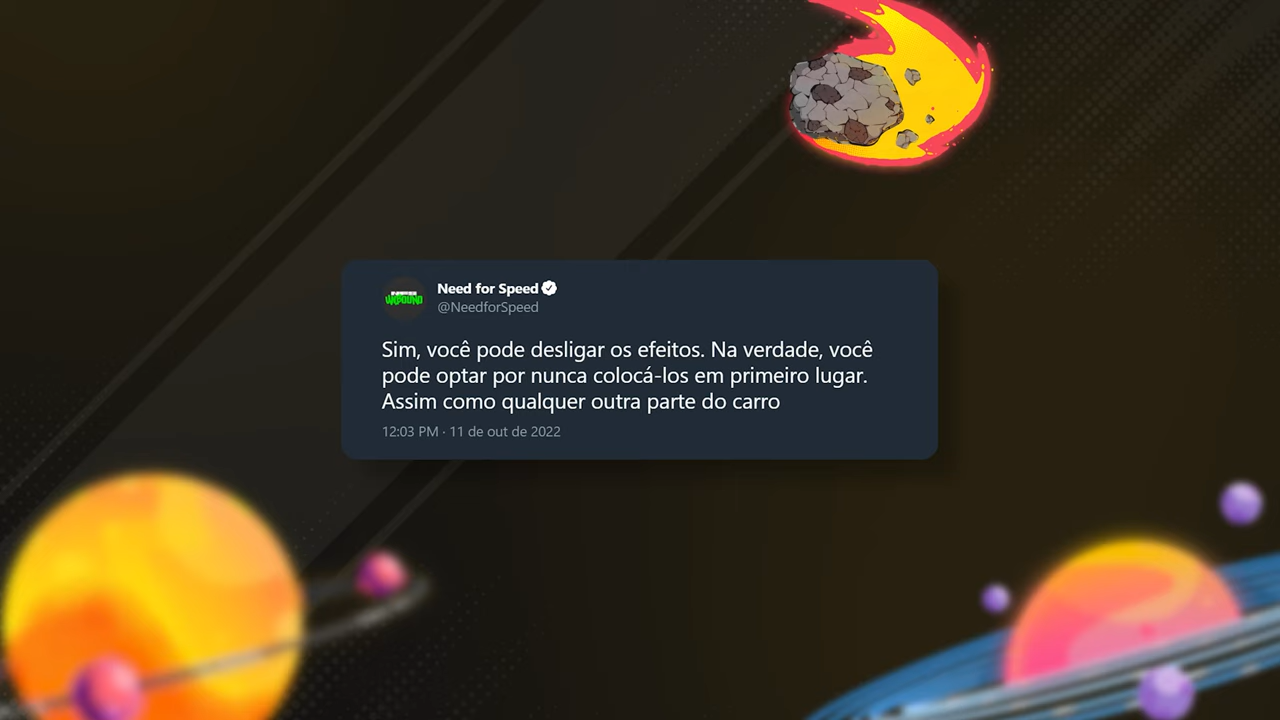 Need for Speed
@NeedforSpeed
UNBOUND
Sim, você pode desligar os efeitos. Na verdade, você
pode optar por nunca colocá-los em primeiro lugar.
Assim como qualquer outra parte do carro
12:03 PM · 11 de out de 2022